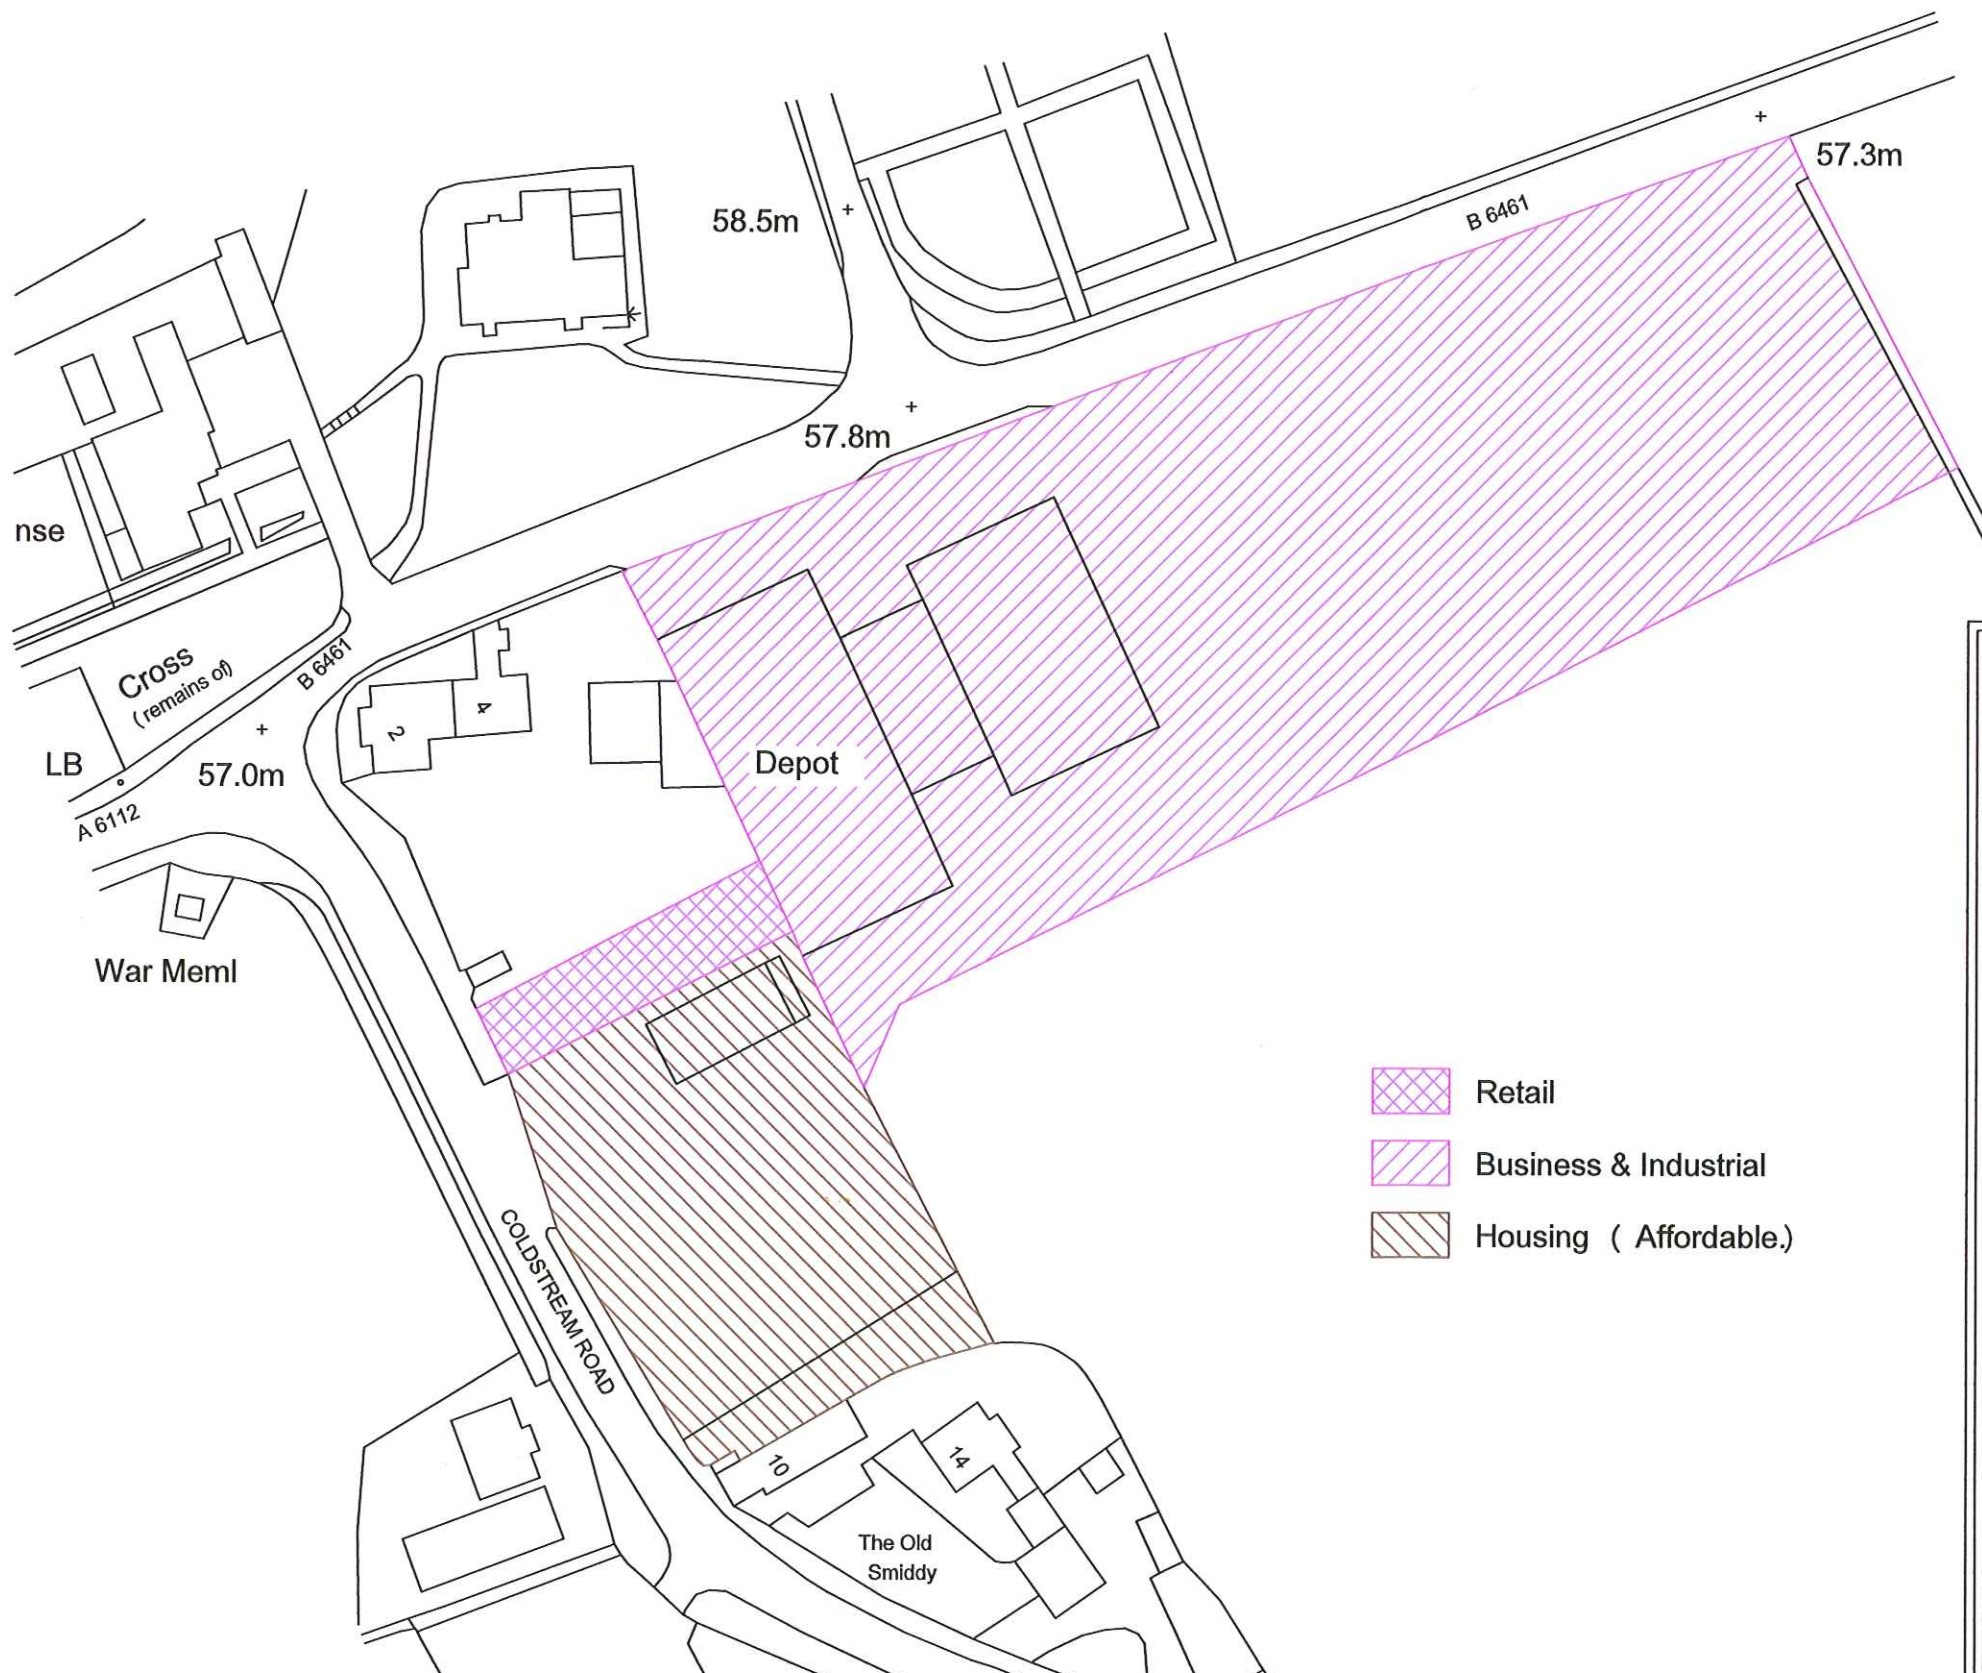 57.3m
B 6461
58.5m
57.8m
nse
Cross
(remains of)
B 6461
2
4
Depot
LB
57.0m
A 6112
War Meml
Retail
Business & Industrial
Housing ( Affordable.)
COLDSTREAM ROAD
10
14
The Old
Smiddy